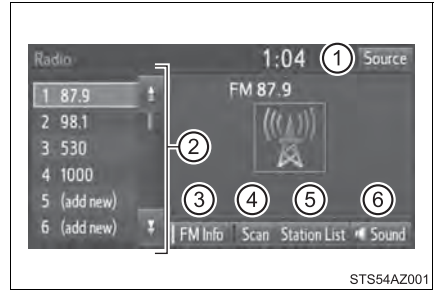 Radio 1:04 1 Source
FM 87.9
1 87.9
2 98.1
3 530
4 1000
5 (add new)
6 (add new)
2
3 4 5 6
FM Info Scan Station List Sound
STS54AZ001